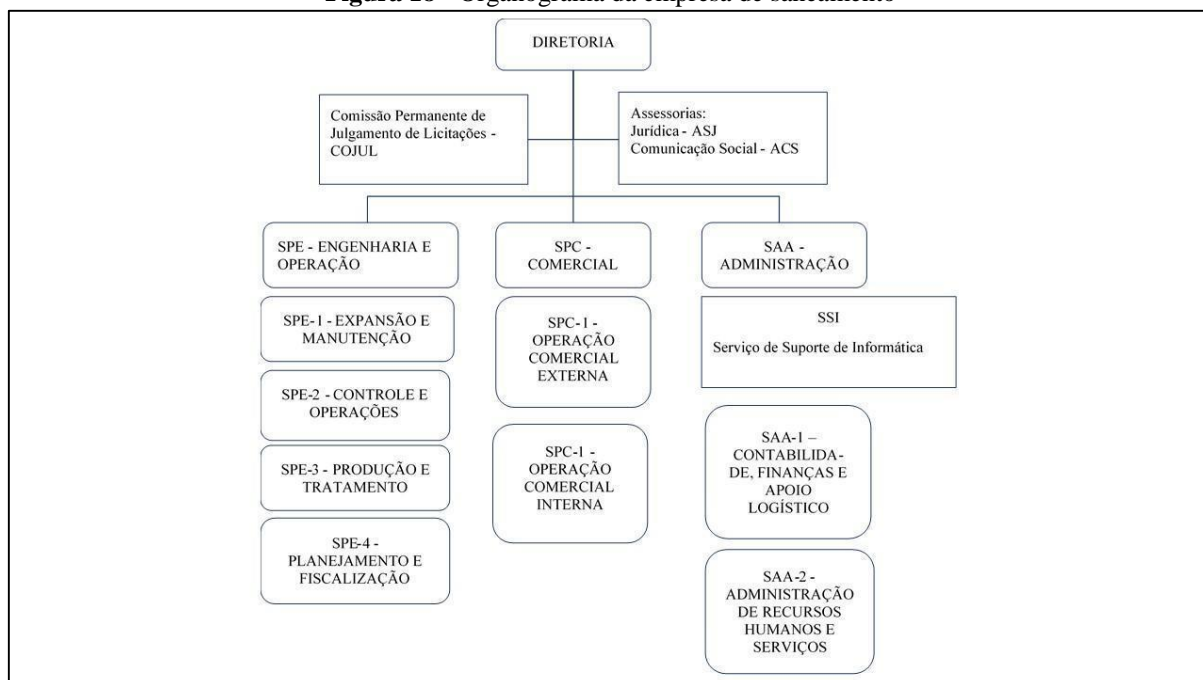 DIRETORIA
Comissão Permanente de
Julgamento de Licitações -
COJUL
Assessorias:
Jurídica - ASJ
Comunicação Social - ACS
SPE - ENGENHARIA E
OPERAÇÃO
SPE-1 - EXPANSÃO E
MANUTENÇÃO
SPE-2 - CONTROLE E
OPERAÇÕES
SPE-3 - PRODUÇÃO E
TRATAMENTO
SPE-4 -
PLANEJAMENTO E
FISCALIZAÇÃO
SPC -
COMERCIAL
SPC-1 -
OPERAÇÃO
COMERCIAL
EXTERNA
SPC-1 -
OPERAÇÃO
COMERCIAL
INTERNA
SAA -
ADMINISTRAÇÃO
SSI
Serviço de Suporte de Informática
SAA-1 –
CONTABILIDA-
DE, FINANÇAS E
APOIO
LOGÍSTICO
SAA-2 -
ADMINISTRAÇÃO
DE RECURSOS
HUMANOS E
SERVIÇOS